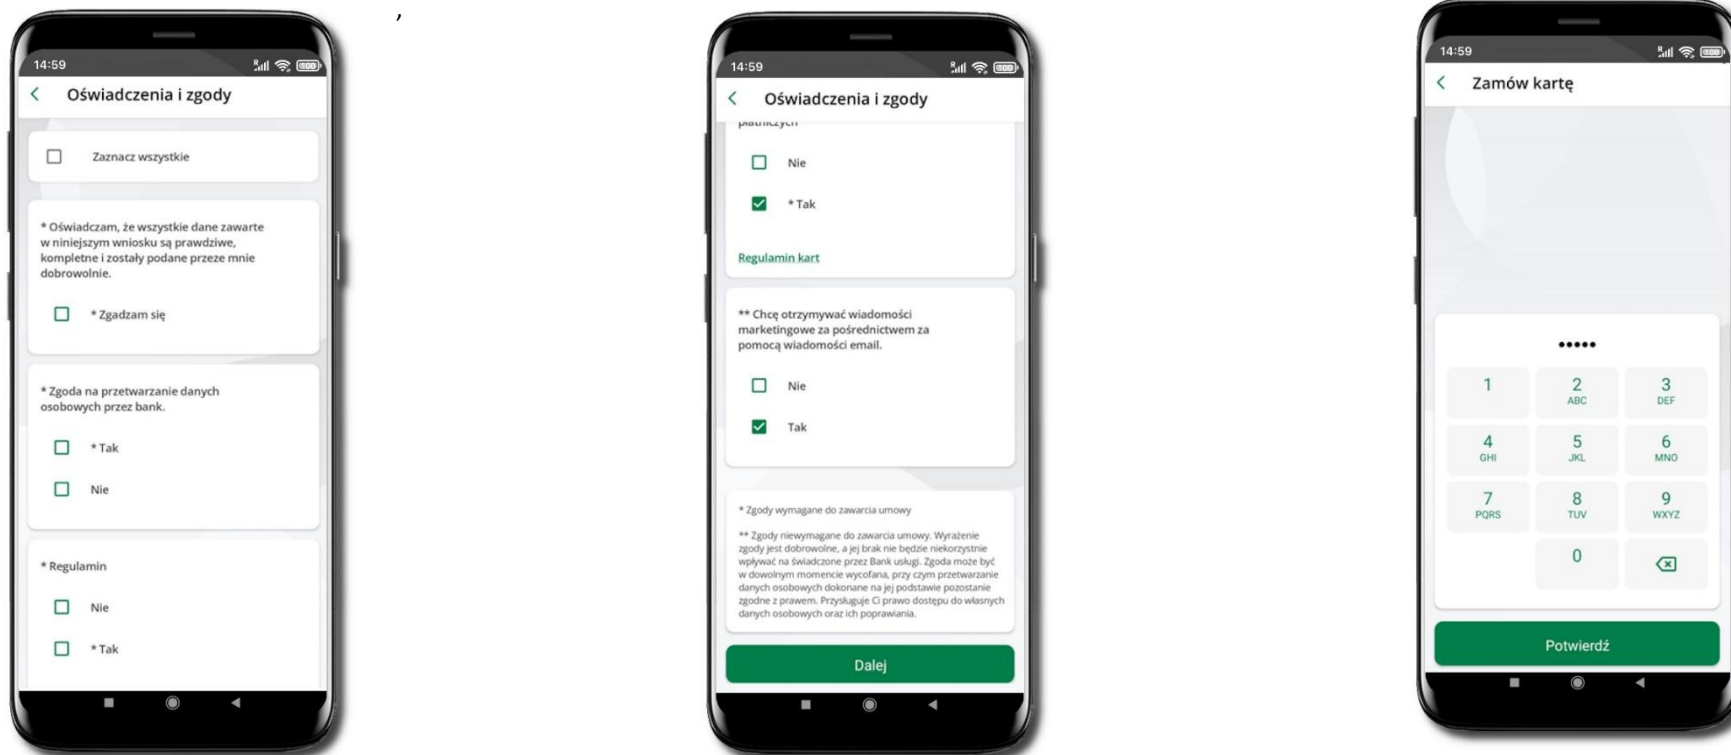 ,
14:59
Oświadczenia i zgody
Zaznacz wszystkie
* Oświadczam, że wszystkie dane zawarte
w niniejszym wniosku są prawdziwe,
kompletne i zostały podane przeze mnie
dobrowolnie.
* Zgadzam się
* Zgoda na przetwarzanie danych
osobowych przez bank.
* Tak
Nie
* Regulamin
Nie
* Tak
14:59
Oświadczenia i zgody
płatniczych
Nie
* Tak
Regulamin kart
** Chcę otrzymywać wiadomości
marketingowe za pośrednictwem za
pomocą wiadomości email.
Nie
Tak
* Zgody wymagane do zawarcia umowy
** Zgody niewymagane do zawarcia umowy. Wyrażenie
zgody jest dobrowolne, a jej brak nie będzie niekorzystnie
wpływać na świadczone przez Bank usługi. Zgoda może być
w dowolnym momencie wycofana, przy czym przetwarzanie
danych osobowych dokonane na jej podstawie pozostanie
zgodne z prawem. Przysługuje Ci prawo dostępu do własnych
danych osobowych oraz ich poprawiania.
Dalej
14:59
Zamów kartę
•••••
1 2 3
ABC DEF
4 5 6
GHI JKL MNO
7 8 9
PQRS TUV WXYZ
0
Potwierdź